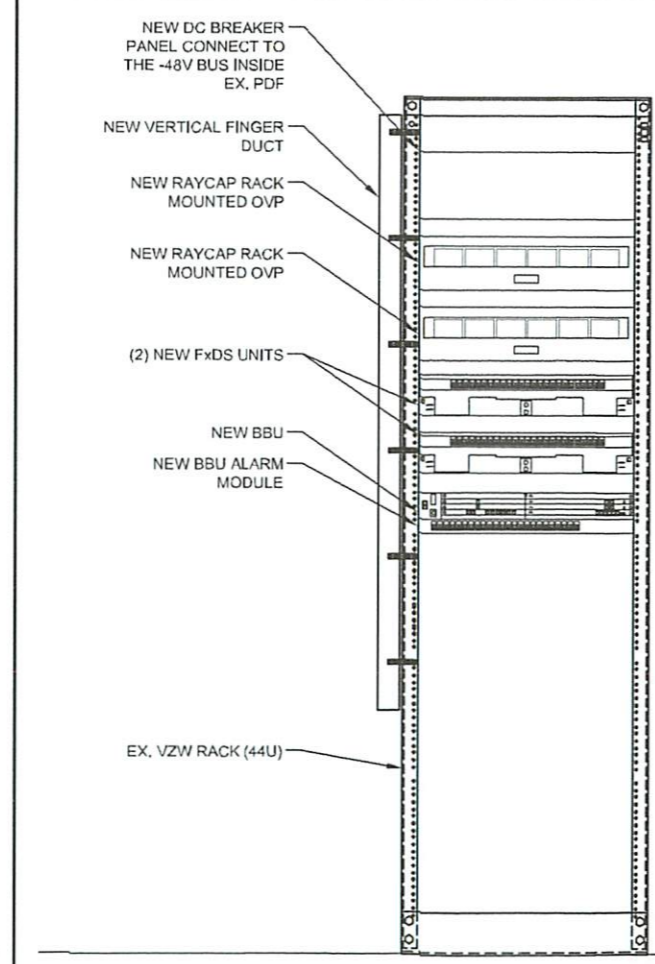 NEW DC BREAKER
PANEL CONNECT TO
THE -48V BUS INSIDE
EX. PDF
NEW VERTICAL FINGER
DUCT
NEW RAYCAP RACK
MOUNTED OVP
NEW RAYCAP RACK
MOUNTED OVP
(2) NEW FxDS UNITS
NEW BBU
NEW BBU ALARM
MODULE
EX. VZW RACK (44U)